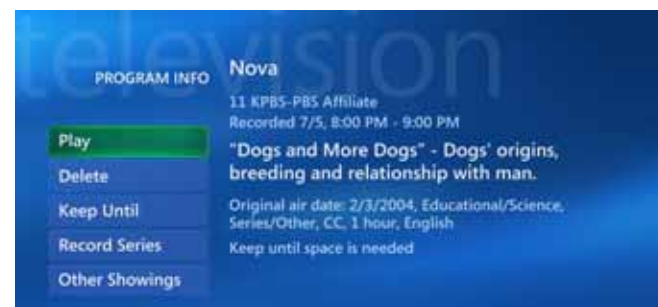 television
PROGRAM INFO
Play
Delete
Keep Until
Record Series
Other Showings
Nova
11 KPBS-PBS Affiliate
Recorded 7/5, 8:00 PM - 9:00 PM
"Dogs and More Dogs" - Dogs' origins,
breeding and relationship with man.
Original air date: 2/3/2004, Educational/Science,
Series/Other, CC, 1 hour, English
Keep until space is needed